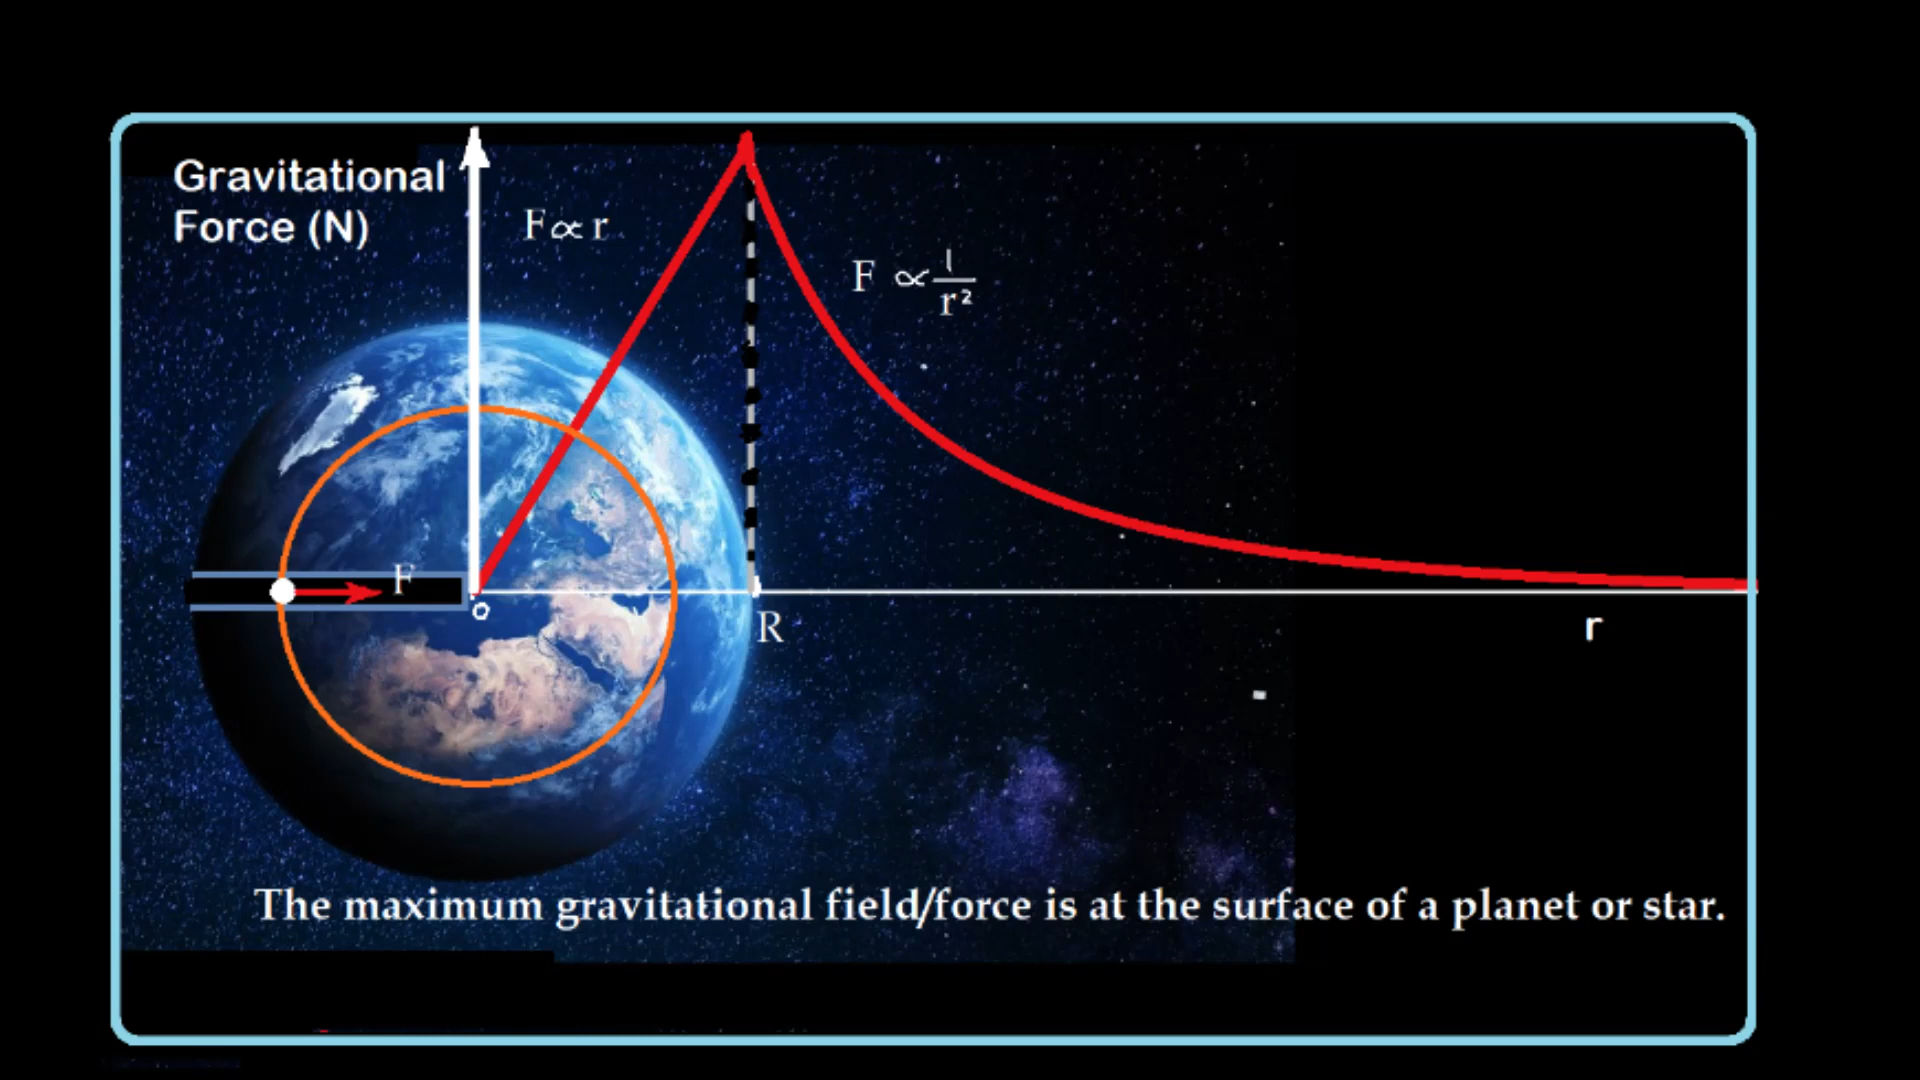 Gravitational
Force (N)
F ∝ r
F ∝ 1/r²
F
o
R
r
The maximum gravitational field/force is at the surface of a planet or star.